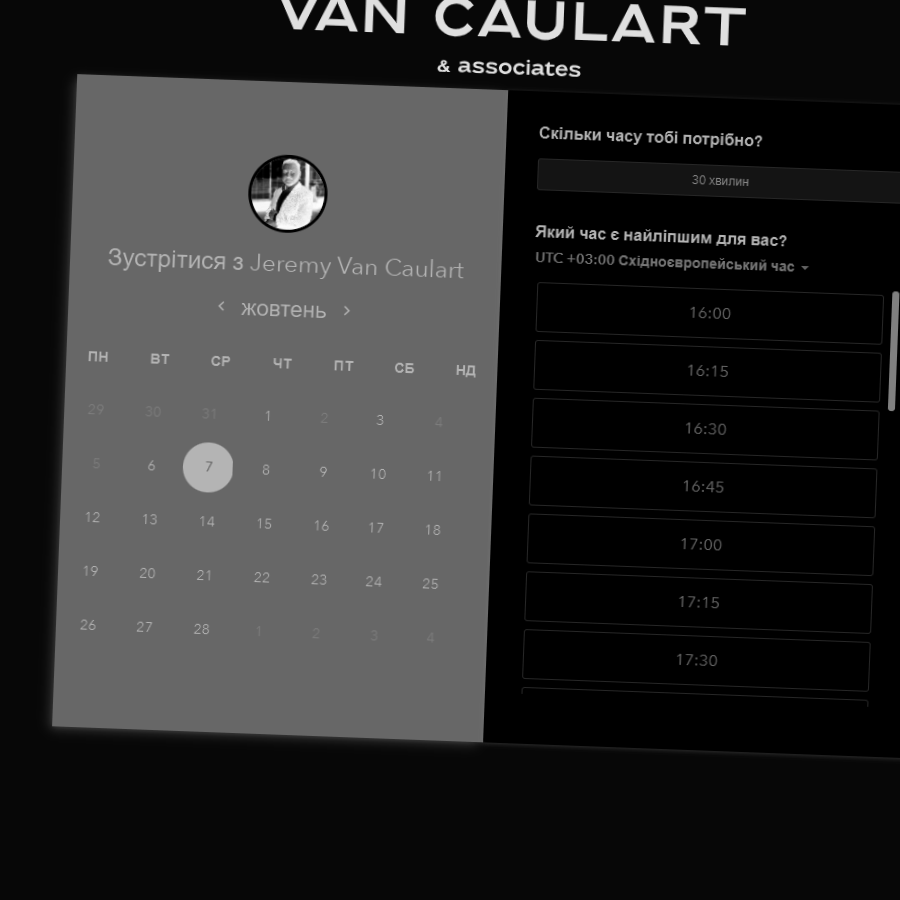 VAN CAULART
& associates
Зустрітися з Jeremy Van Caulart
жовтень
ПН ВТ СР ЧТ ПТ СБ НД
29 30 31 1 2 3 4
5 6 7 8 9 10 11
12 13 14 15 16 17 18
19 20 21 22 23 24 25
26 27 28 1 2 3 4
Скільки часу тобі потрібно?
30 хвилин
Який час є найліпшим для вас?
UTC +03:00 Східноєвропейський час
16:00
16:15
16:30
16:45
17:00
17:15
17:30